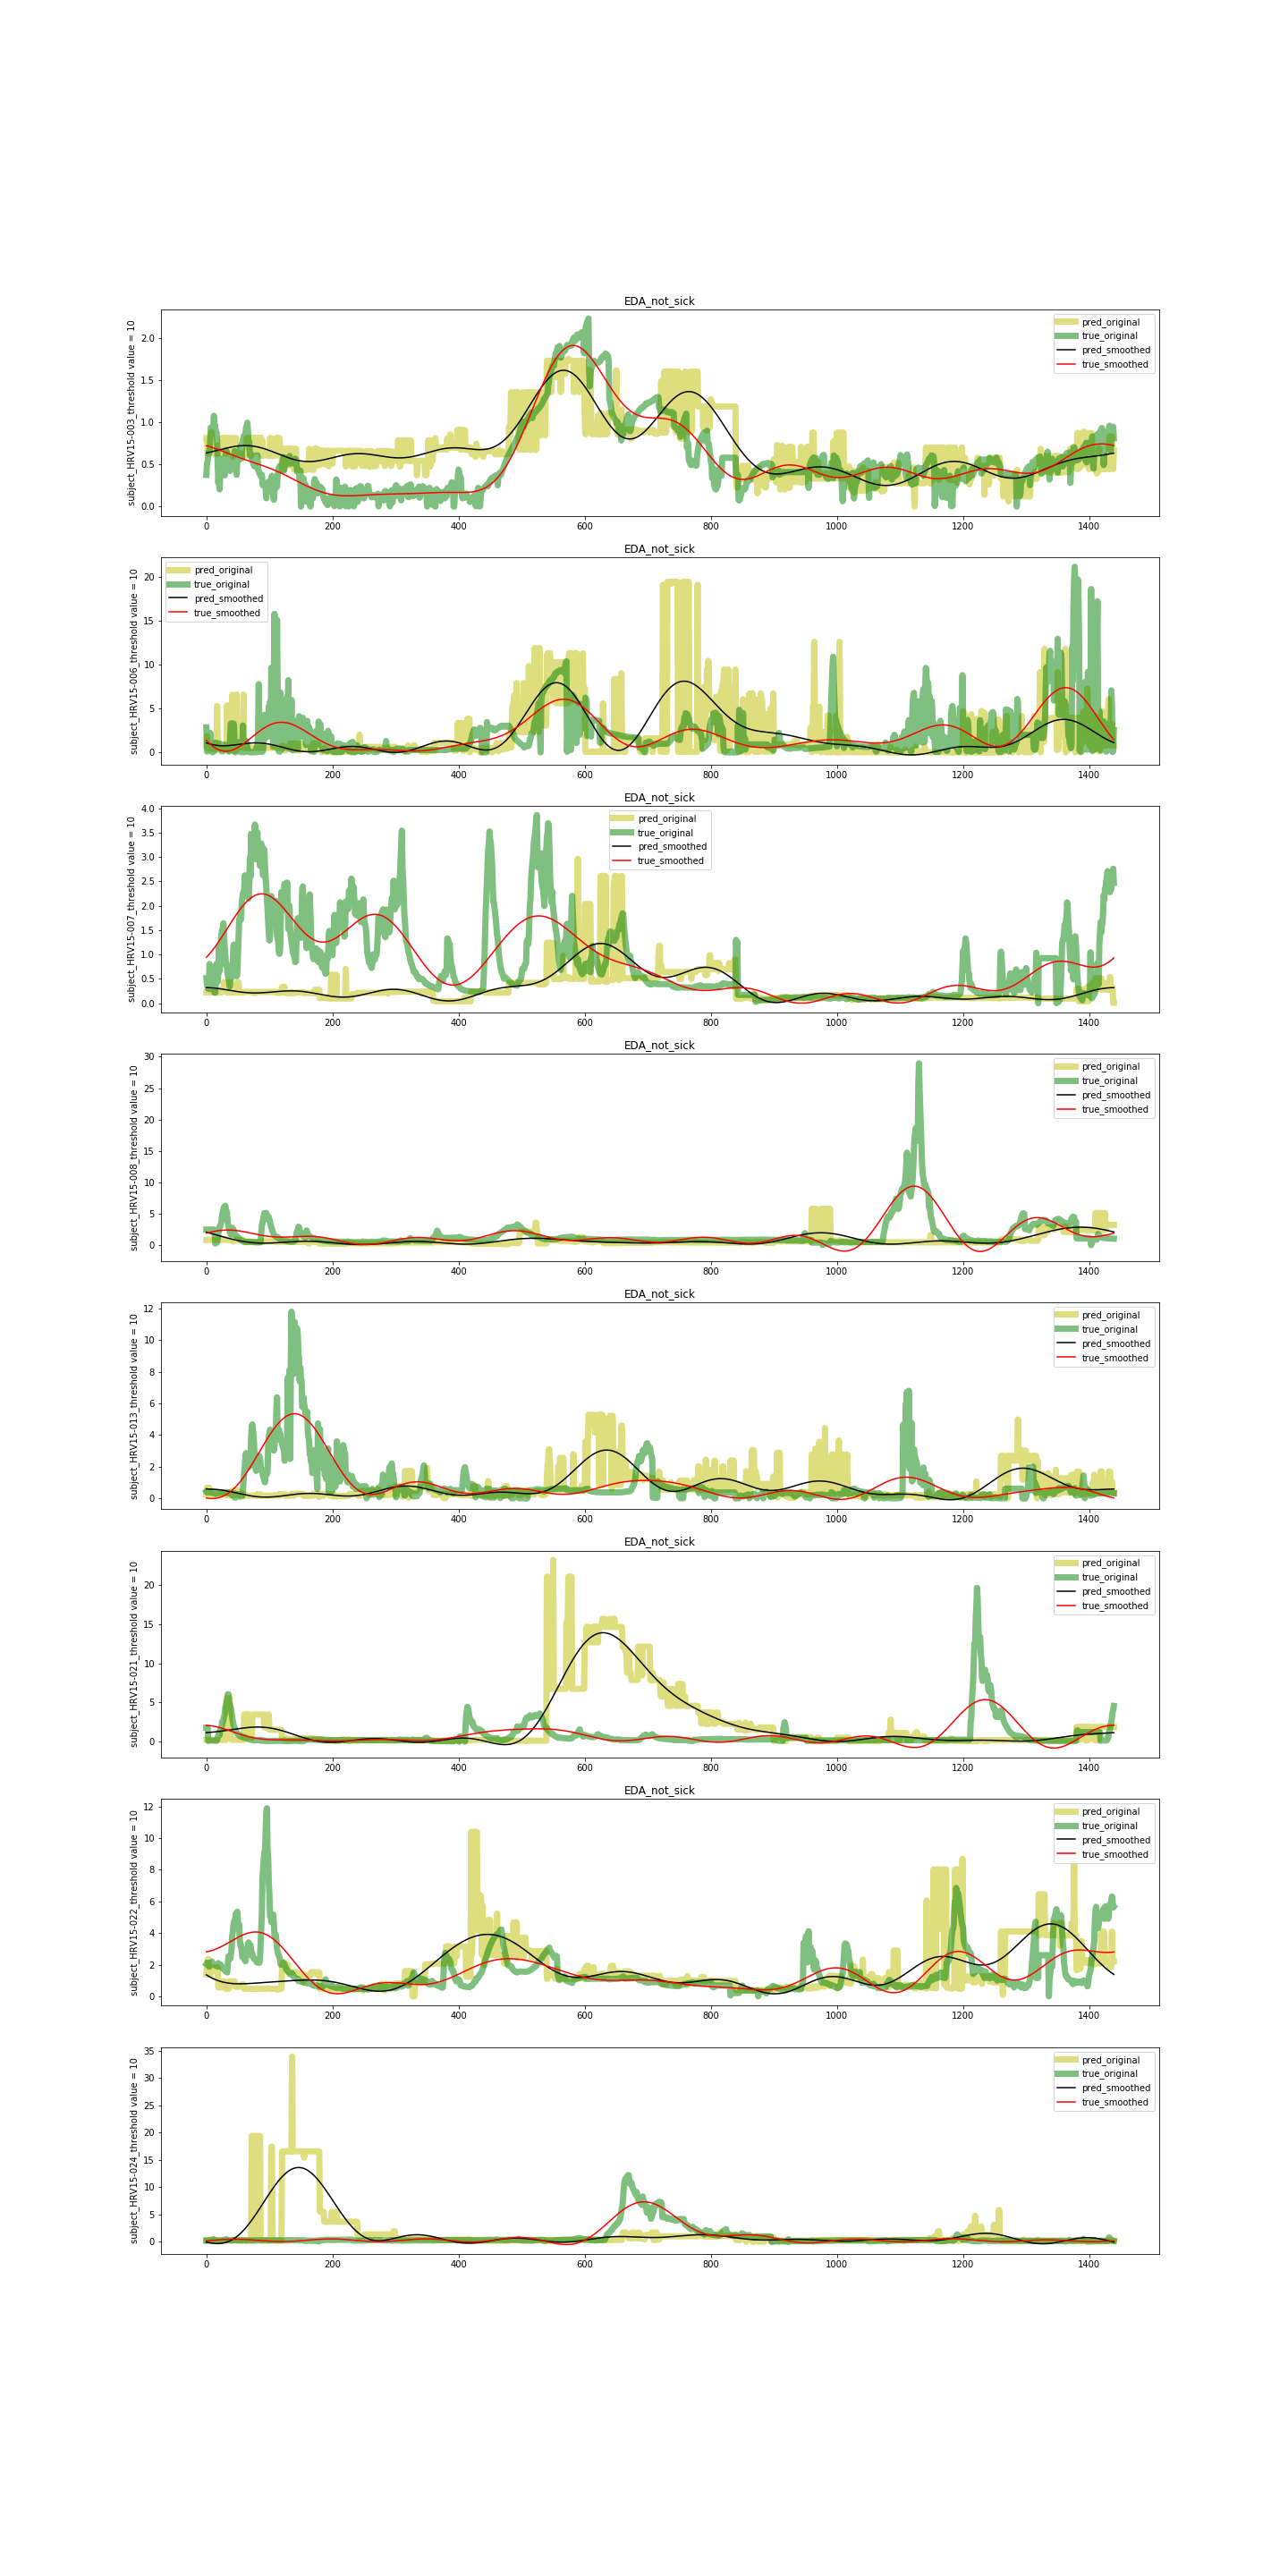 EDA_not_sick
subject_HRV15-003_threshold value = 10
2.0
1.5
1.0
0.5
0.0
pred_original
true_original
pred_smoothed
true_smoothed
0 200 400 600 800 1000 1200 1400
EDA_not_sick
subject_HRV15-006_threshold value = 10
20
15
10
5
0
pred_original
true_original
pred_smoothed
true_smoothed
0 200 400 600 800 1000 1200 1400
EDA_not_sick
subject_HRV15-007_threshold value = 10
4.0
3.5
3.0
2.5
2.0
1.5
1.0
0.5
0.0
pred_original
true_original
pred_smoothed
true_smoothed
0 200 400 600 800 1000 1200 1400
EDA_not_sick
subject_HRV15-008_threshold value = 10
30
25
20
15
10
5
0
pred_original
true_original
pred_smoothed
true_smoothed
0 200 400 600 800 1000 1200 1400
EDA_not_sick
subject_HRV15-013_threshold value = 10
12
10
8
6
4
2
0
pred_original
true_original
pred_smoothed
true_smoothed
0 200 400 600 800 1000 1200 1400
EDA_not_sick
subject_HRV15-021_threshold value = 10
20
15
10
5
0
pred_original
true_original
pred_smoothed
true_smoothed
0 200 400 600 800 1000 1200 1400
EDA_not_sick
subject_HRV15-022_threshold value = 10
12
10
8
6
4
2
0
pred_original
true_original
pred_smoothed
true_smoothed
0 200 400 600 800 1000 1200 1400
subject_HRV15-024_threshold value = 10
35
30
25
20
15
10
5
0
pred_original
true_original
pred_smoothed
true_smoothed
0 200 400 600 800 1000 1200 1400